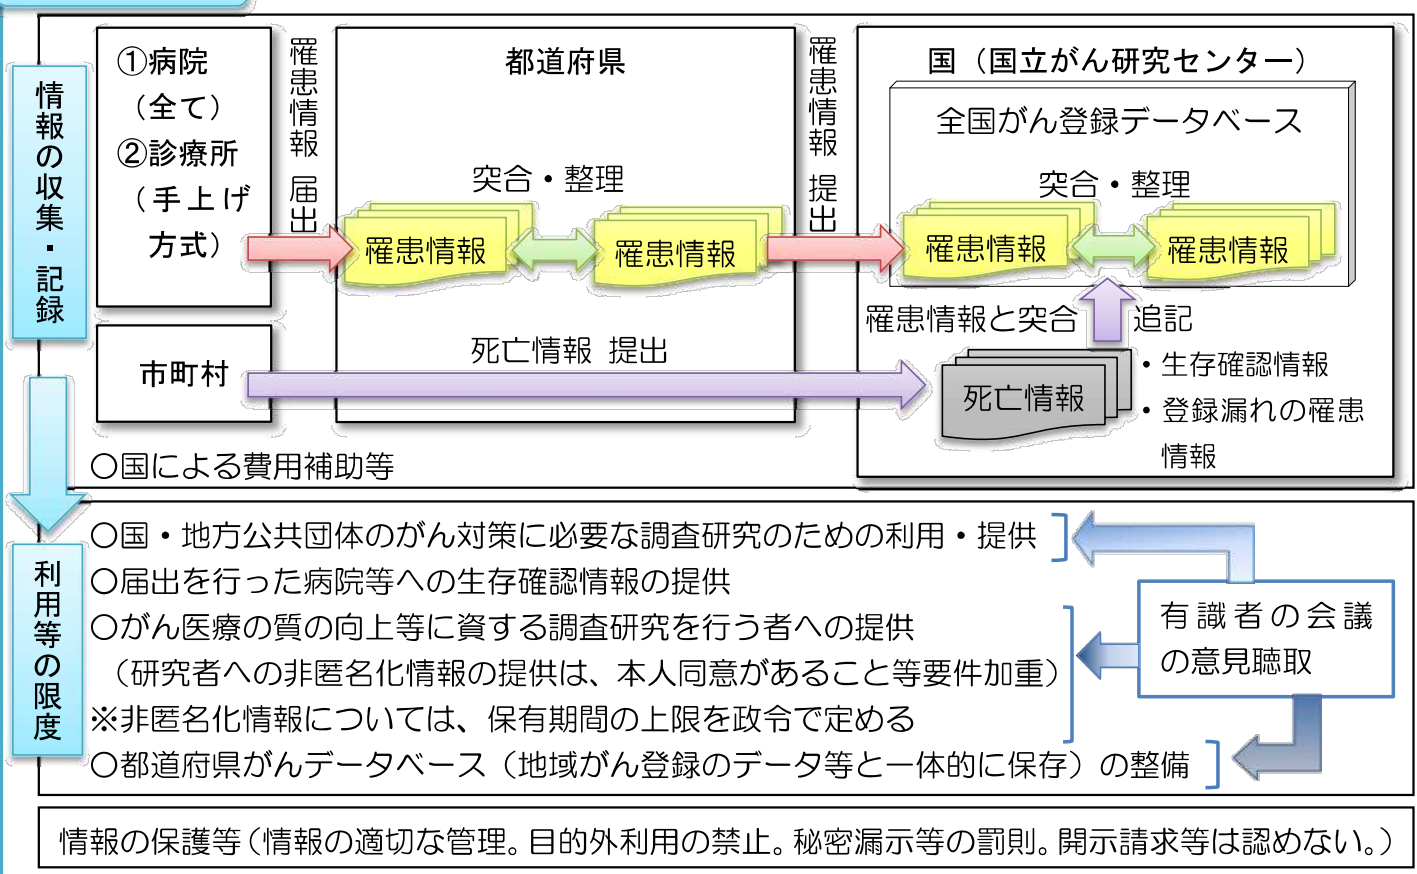 情報の収集・記録
①病院
（全て）
②診療所
（手上げ
方式）
罹患情報 届出
都道府県
突合・整理
罹患情報
罹患情報
罹患情報 提出
国（国立がん研究センター）
全国がん登録データベース
突合・整理
罹患情報
罹患情報
罹患情報と突合
追記
市町村
死亡情報 提出
死亡情報
・生存確認情報
・登録漏れの罹患
情報
○国による費用補助等
利用等の限度
○国・地方公共団体のがん対策に必要な調査研究のための利用・提供
○届出を行った病院等への生存確認情報の提供
○がん医療の質の向上等に資する調査研究を行う者への提供
（研究者への非匿名化情報の提供は、本人同意があること等要件加重）
※非匿名化情報については、保有期間の上限を政令で定める
○都道府県がんデータベース（地域がん登録のデータ等と一体的に保存）の整備
有識者の会議
の意見聴取
情報の保護等（情報の適切な管理。目的外利用の禁止。秘密漏示等の罰則。開示請求等は認めない。）